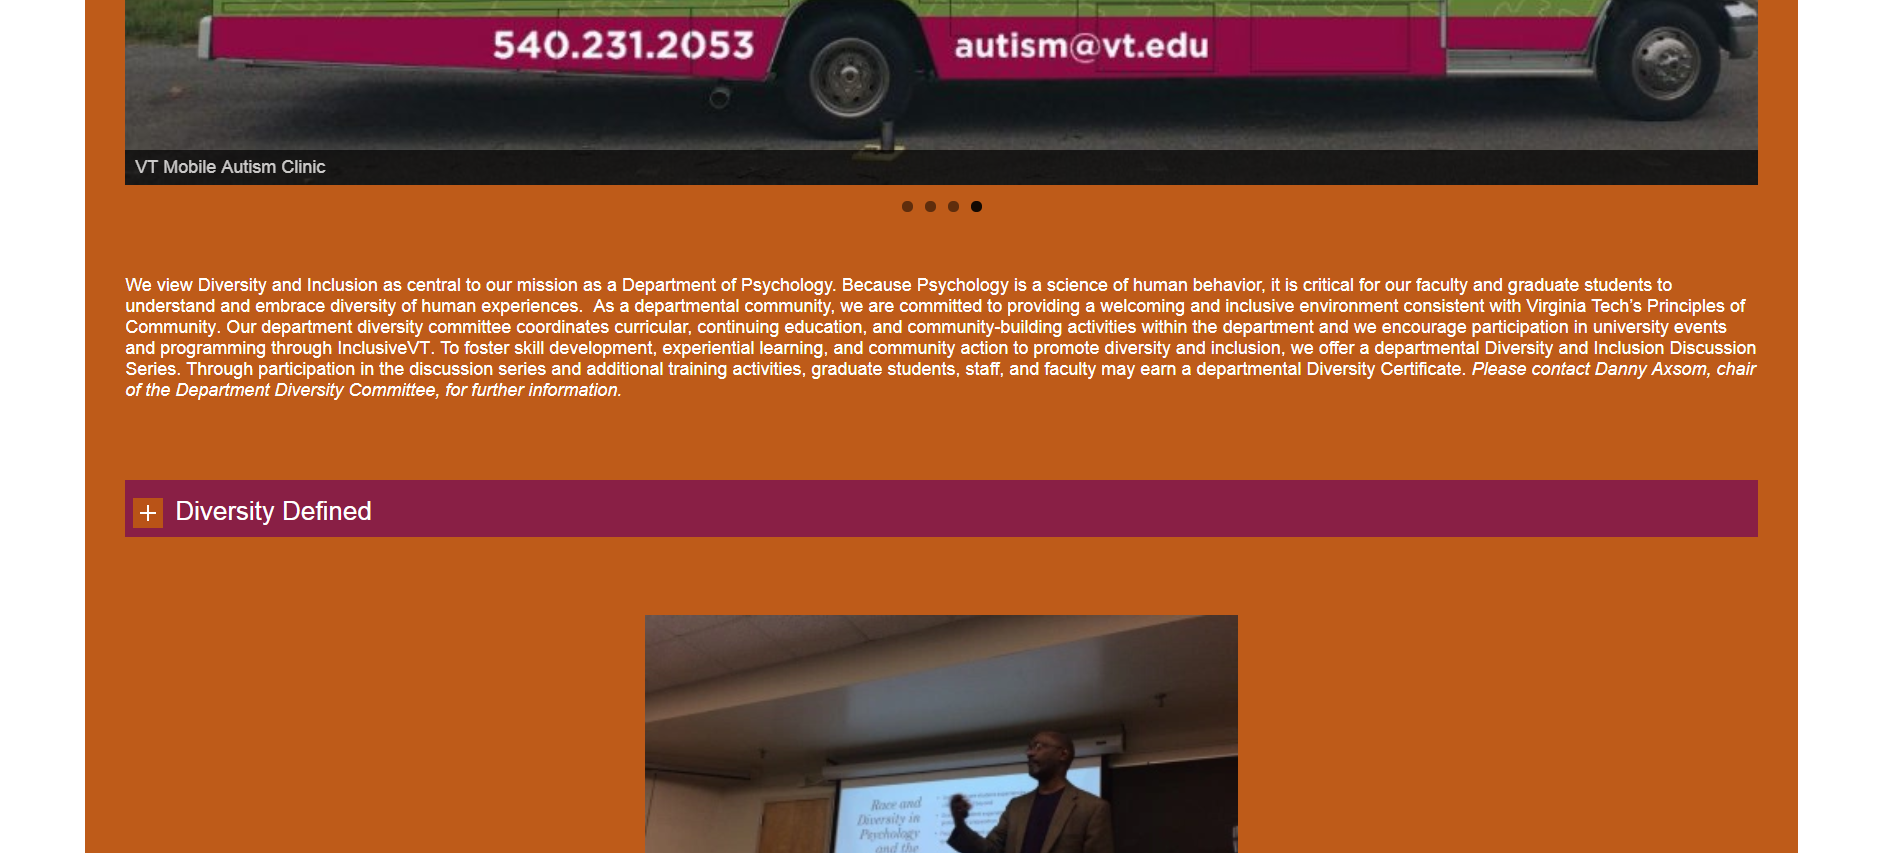 540.231.2053
autism@vt.edu
VT Mobile Autism Clinic
We view Diversity and Inclusion as central to our mission as a Department of Psychology. Because Psychology is a science of human behavior, it is critical for our faculty and graduate students to
understand and embrace diversity of human experiences.  As a departmental community, we are committed to providing a welcoming and inclusive environment consistent with Virginia Tech’s Principles of
Community. Our department diversity committee coordinates curricular, continuing education, and community-building activities within the department and we encourage participation in university events
and programming through InclusiveVT. To foster skill development, experiential learning, and community action to promote diversity and inclusion, we offer a departmental Diversity and Inclusion Discussion
Series. Through participation in the discussion series and additional training activities, graduate students, staff, and faculty may earn a departmental Diversity Certificate. Please contact Danny Axsom, chair
of the Department Diversity Committee, for further information.
Diversity Defined
Race and
Diversity in
Psychology
and the